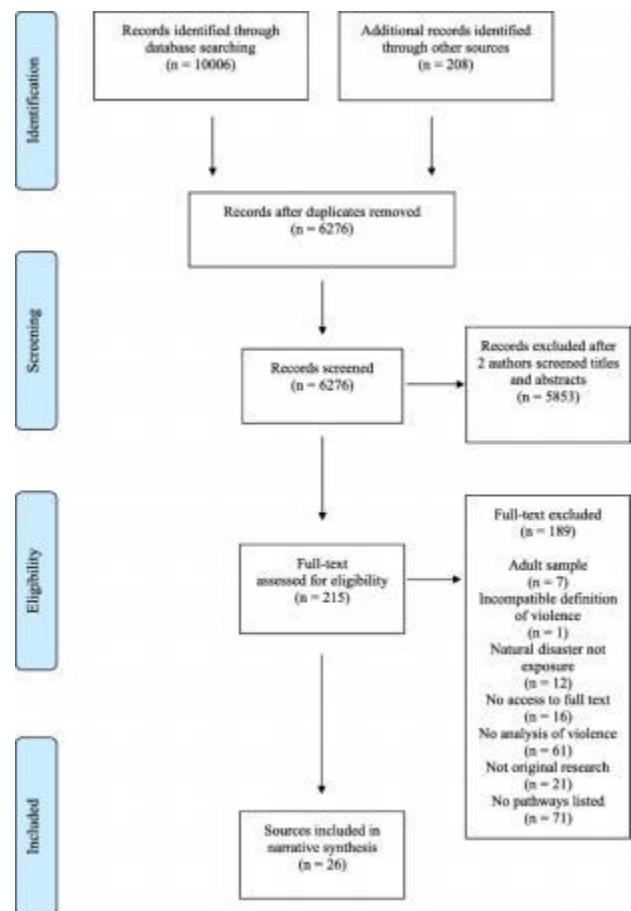 Identification
Records identified through
database searching
(n = 10006)
Additional records identified
through other sources
(n = 208)
Records after duplicates removed
(n = 6276)
Screening
Records screened
(n = 6276)
Records excluded after
2 authors screened titles
and abstracts
(n = 5853)
Eligibility
Full-text
assessed for eligibility
(n = 215)
Full-text excluded
(n = 189)
Adult sample
(n = 7)
Incompatible definition
of violence
(n = 1)
Natural disaster not
exposure
(n = 12)
No access to full text
(n = 16)
No analysis of violence
(n = 61)
Not original research
(n = 21)
No pathways listed
(n = 71)
Included
Sources included in
narrative synthesis
(n = 26)